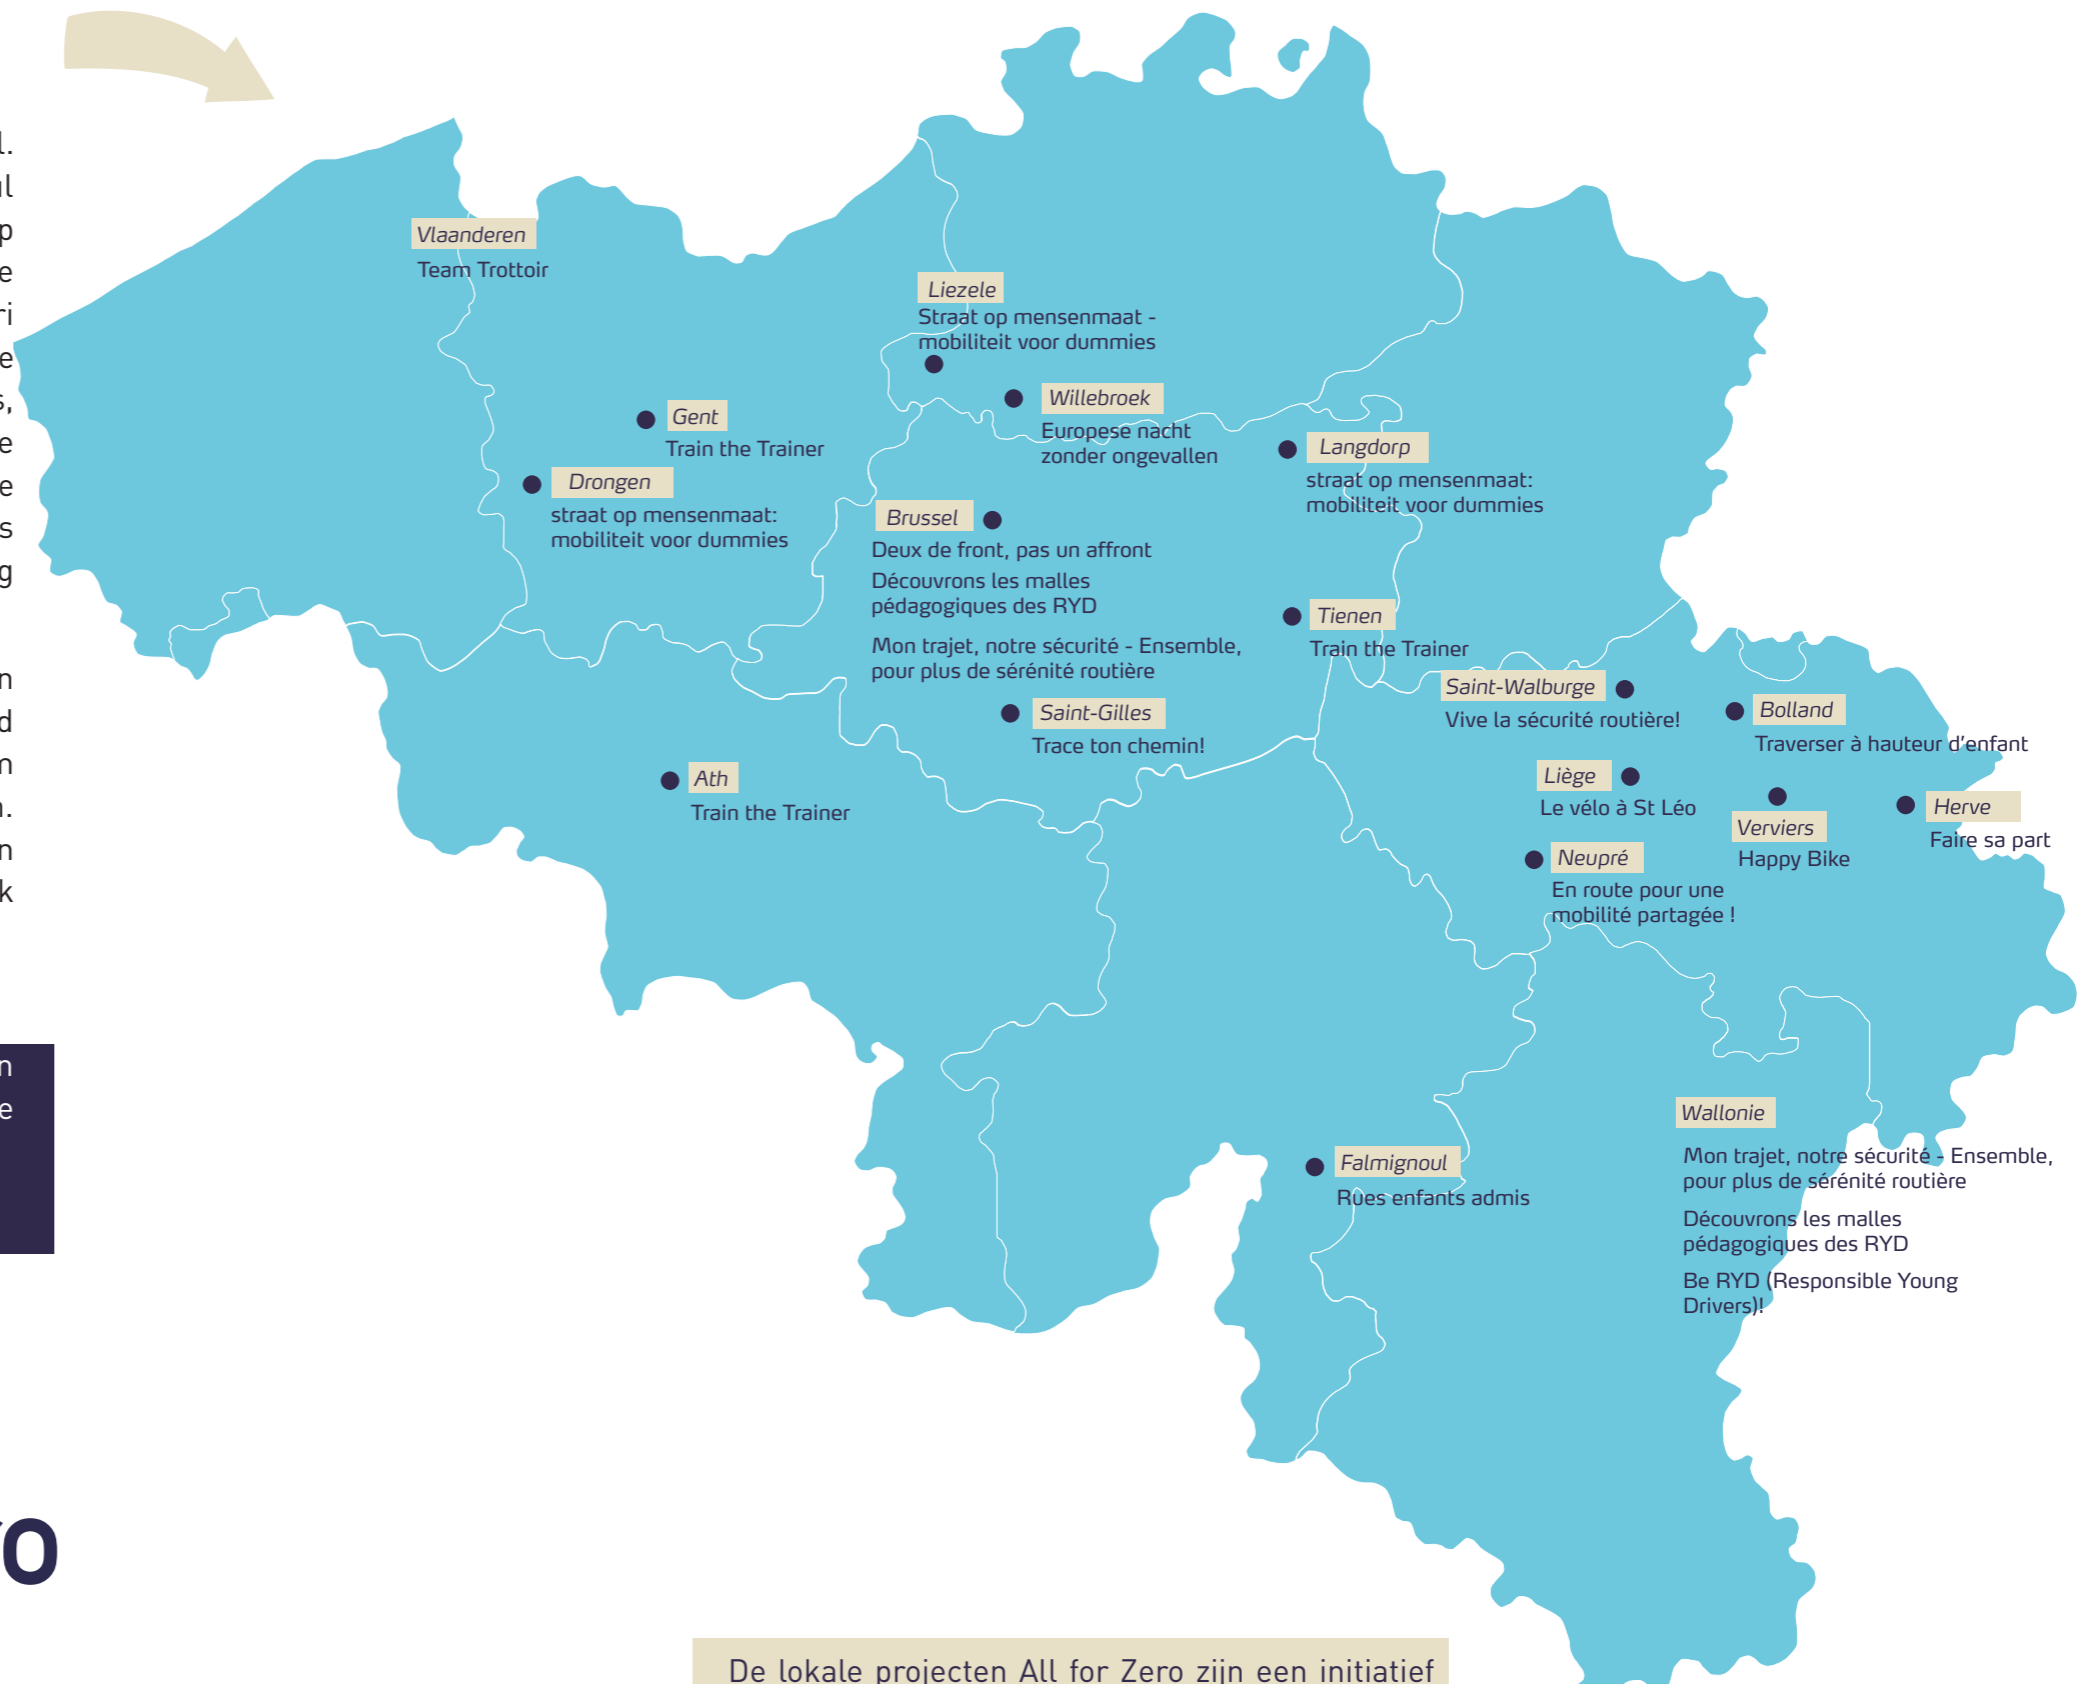 Vlaanderen
Team Trottoir
Liezele
Straat op mensenmaat -
mobiliteit voor dummies
Willebroek
Europese nacht
zonder ongevallen
Gent
Train the Trainer
Drongen
straat op mensenmaat:
mobiliteit voor dummies
Langdorp
straat op mensenmaat:
mobiliteit voor dummies
Brussel
Deux de front, pas un affront
Découvrons les malles
pédagogiques des RYD
Mon trajet, notre sécurité - Ensemble,
pour plus de sérénité routière
Tienen
Train the Trainer
Saint-Gilles
Trace ton chemin!
Saint-Walburge
Vive la sécurité routière!
Bolland
Traverser à hauteur d'enfant
Ath
Train the Trainer
Liège
Le vélo à St Léo
Verviers
Happy Bike
Herve
Faire sa part
Neupré
En route pour une
mobilité partagée !
Wallonie
Mon trajet, notre sécurité - Ensemble,
pour plus de sérénité routière
Découvrons les malles
pédagogiques des RYD
Be RYD (Responsible Young
Drivers)!
Falmignoul
Rues enfants admis
De lokale projecten All for Zero zijn een initiatief